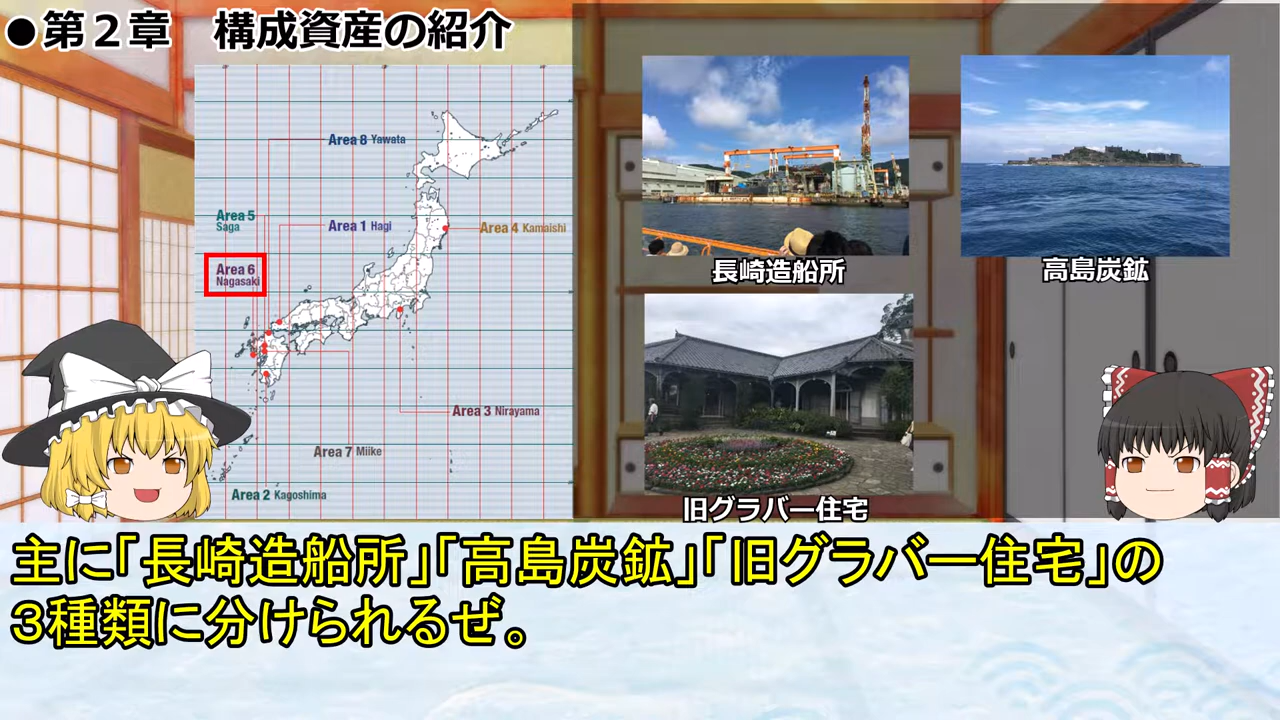 ●第２章　構成資産の紹介
Area 8 Yawata
Area 5
Saga
Area 1 Hagi
Area 4 Kamaishi
Area 6
Nagasaki
Area 3 Nirayama
Area 7 Miike
Area 2 Kagoshima
長崎造船所
高島炭鉱
旧グラバー住宅
主に「長崎造船所」「高島炭鉱」「旧グラバー住宅」の
３種類に分けられるぜ。